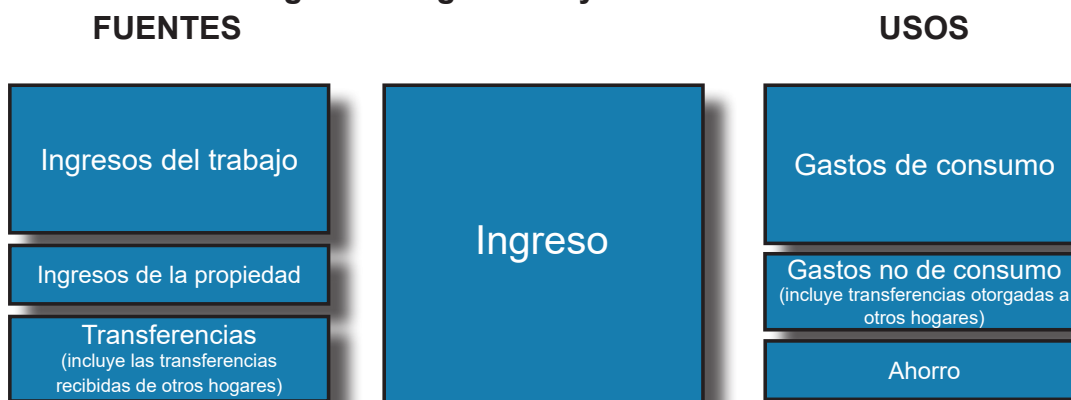 FUENTES
USOS
Ingresos del trabajo
Ingresos de la propiedad
Transferencias
(incluye las transferencias
recibidas de otros hogares)
Ingreso
Gastos de consumo
Gastos no de consumo
(incluye transferencias otorgadas a
otros hogares)
Ahorro